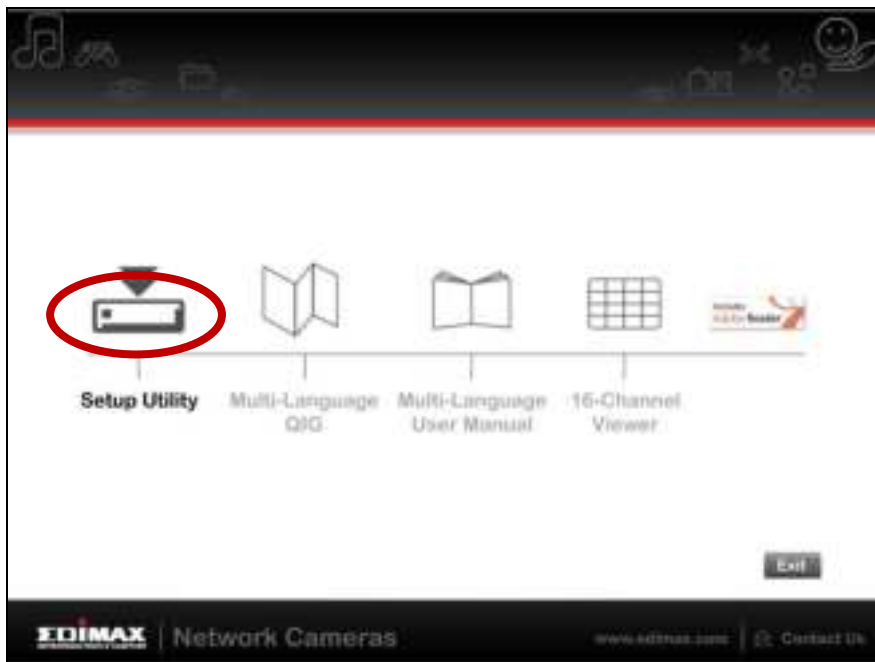 Reader
Setup Utility
Multi-Language
QIG
Multi-Language
User Manual
16-Channel
Viewer
Exit
EDIMAX
Network Cameras
www.edimax.com
Contact Us